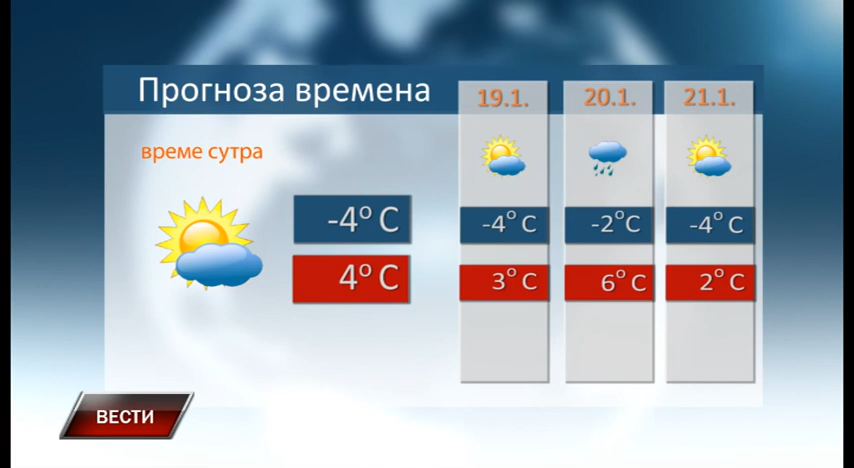 Прогноза времена
време сутра
-4° C
4° C
19.1.
-4° C
3° C
20.1.
-2°C
6° C
21.1.
-4° C
2° C
ВЕСТИ